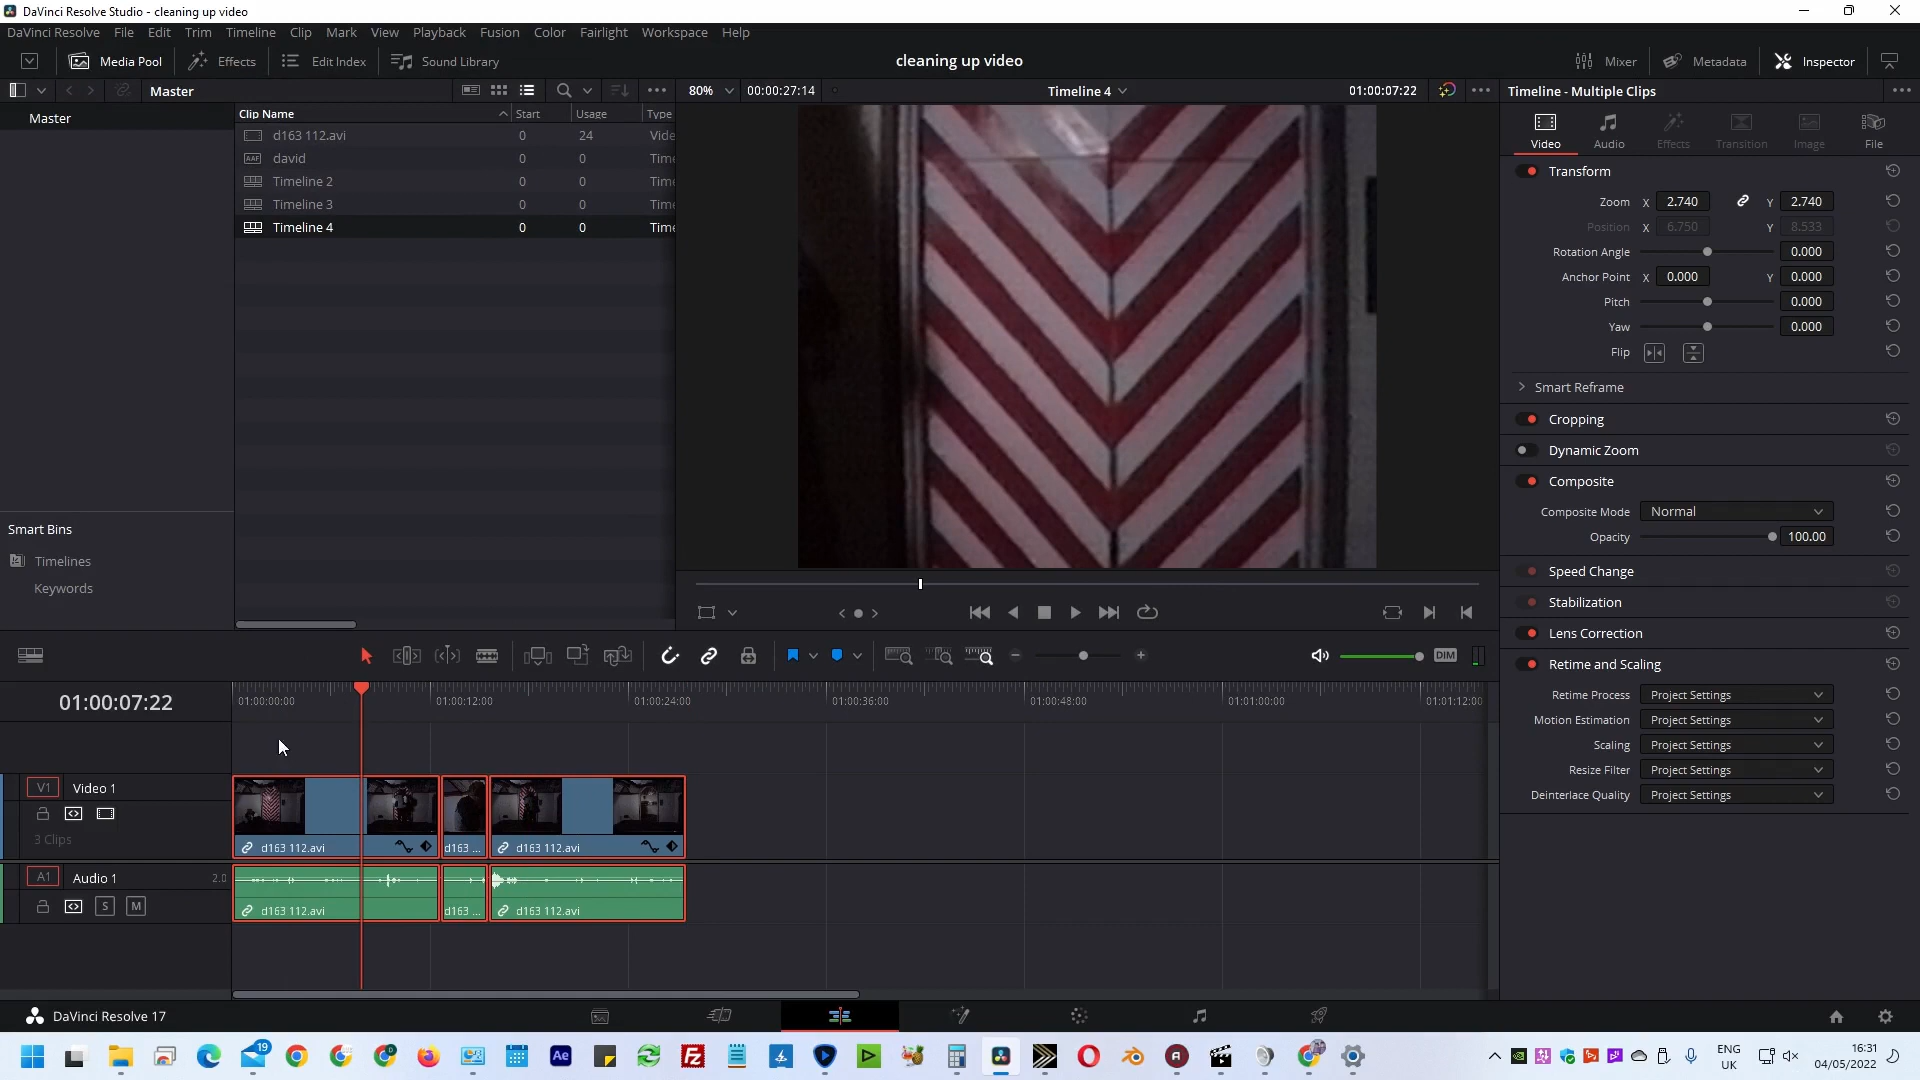 DaVinci Resolve Studio - cleaning up video
DaVinci Resolve File Edit Trim Timeline Clip Mark View Playback Fusion Color Fairlight Workspace Help
Media Pool Effects Edit Index Sound Library cleaning up video Mixer Metadata Inspector
Master 80% 00:00:27:14 Timeline 4 01:00:07:22 Timeline - Multiple Clips
Master
Clip Name Start Usage Type
d163 112.avi 0 24 Vide
AAF david 0 0 Time
Timeline 2 0 0 Time
Timeline 3 0 0 Time
Timeline 4 0 0 Time
Smart Bins
Timelines
Keywords
Video Audio Effects Transition Image File
Transform
Zoom X 2.740 Y 2.740
Position X 6.750 Y 8.533
Rotation Angle 0.000
Anchor Point X 0.000 Y 0.000
Pitch 0.000
Yaw 0.000
Flip
Smart Reframe
Cropping
Dynamic Zoom
Composite
Composite Mode Normal
Opacity 100.00
Speed Change
Stabilization
Lens Correction
Retime and Scaling
Retime Process Project Settings
Motion Estimation Project Settings
Scaling Project Settings
Resize Filter Project Settings
Deinterlace Quality Project Settings
DIM
01:00:07:22
01:00:00:00 01:00:12:00 01:00:24:00 01:00:36:00 01:00:48:00 01:01:00:00 01:01:12:00
V1 Video 1
3 Clips
d163 112.avi d163 ... d163 112.avi
A1 Audio 1 2.0
S M
d163 112.avi d163 ... d163 112.avi
DaVinci Resolve 17
19
Ae
Fz
ENG
UK
16:31
04/05/2022